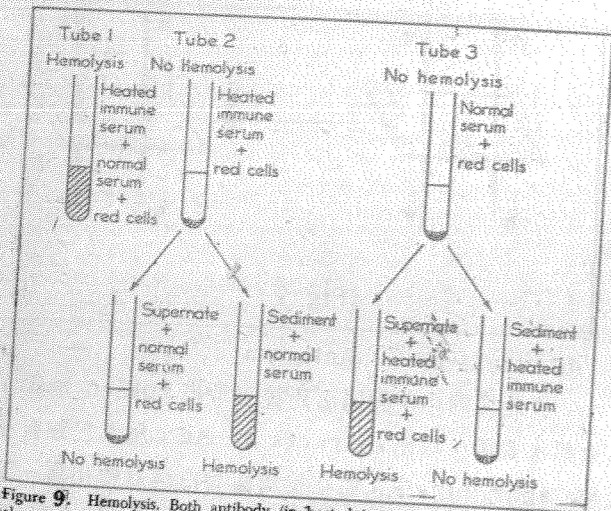 Tube 1
Hemolysis
Heated
immune
serum
+
normal
serum
+
red cells
Tube 2
No Hemolysis
Heated
immune
serum
+
red cells
Tube 3
No hemolysis
Normal
serum
+
red cells
Supernate
+
normal
serum
+
red cells
No hemolysis
Sediment
+
normal
serum
Hemolysis
Supernate
+
heated
immune
serum
+
red cells
Hemolysis
Sediment
+
heated
immune
serum
No hemolysis
Figure 9. Hemolysis. Both antibody (in